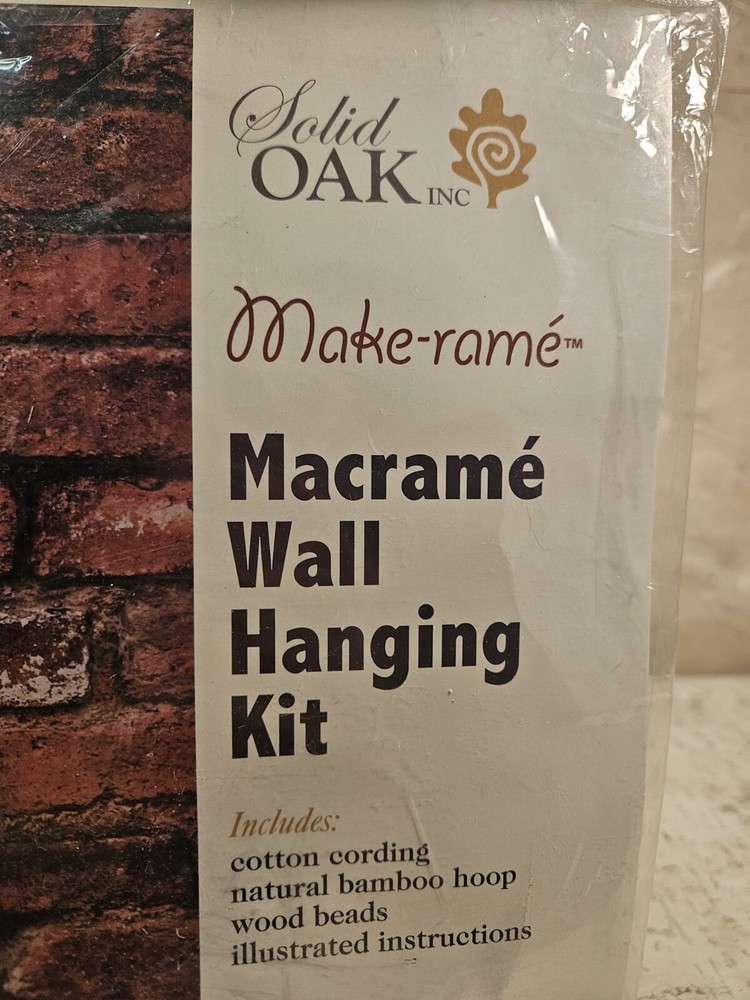 Solid
OAK INC
Make-ramé™
Macramé
Wall
Hanging
Kit
Includes:
cotton cording
natural bamboo hoop
wood beads
illustrated instructions